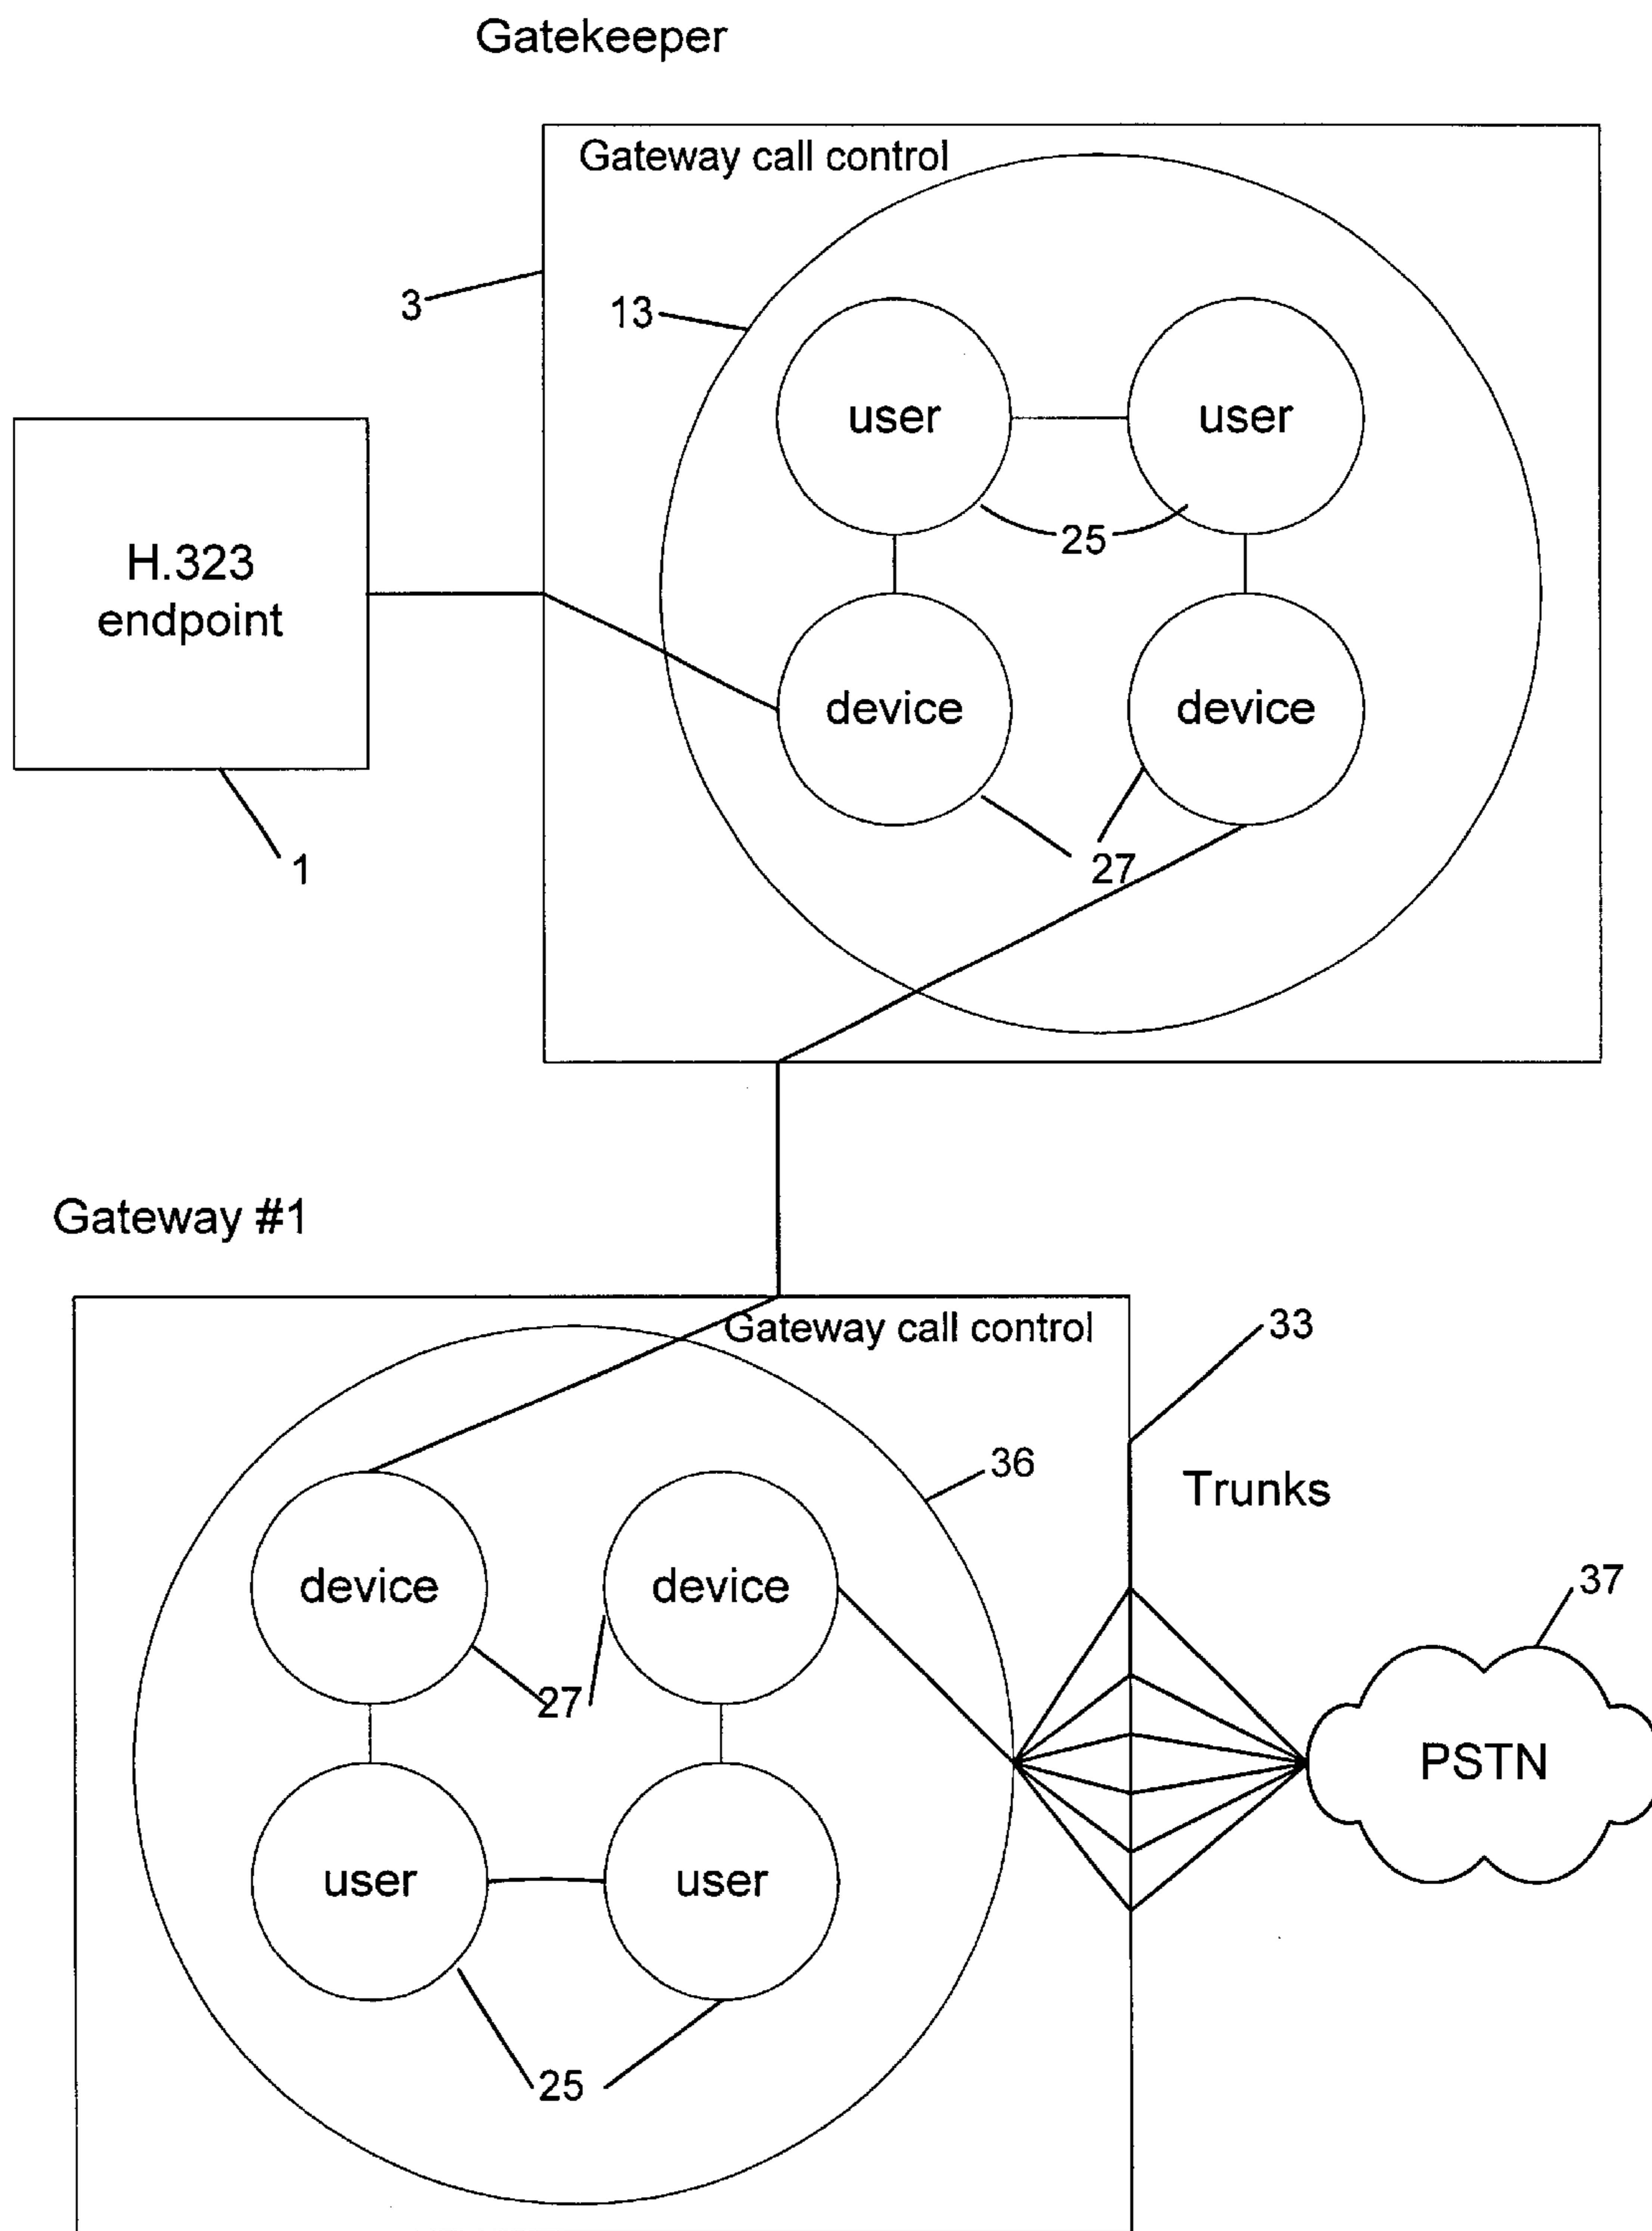 Gatekeeper
Gateway call control
3
13
user
user
25
H.323
endpoint
device
device
1
27
Gateway #1
Gateway call control
33
36
Trunks
device
device
37
27
PSTN
user
user
25